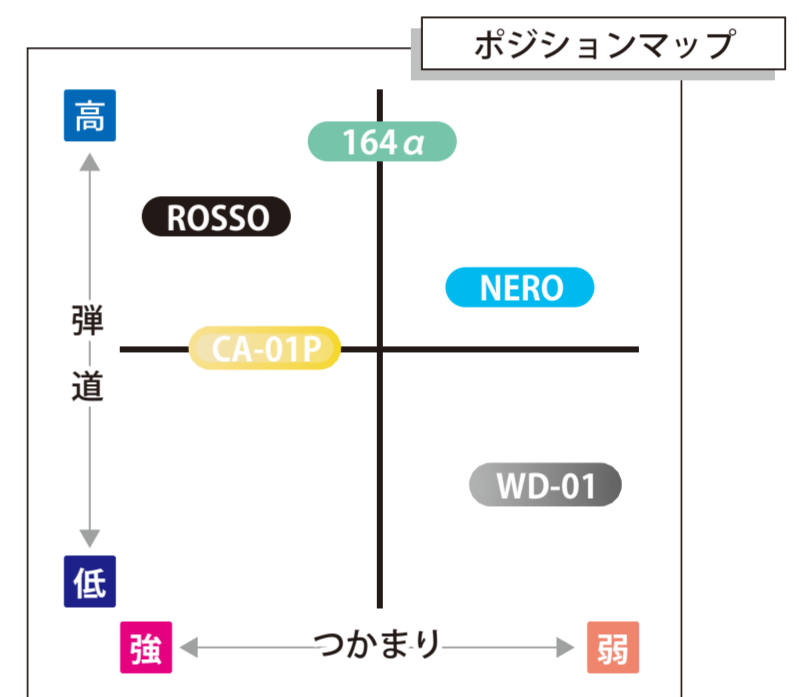 ポジションマップ
高
164α
ROSSO
NERO
弾道
CA-01P
WD-01
低
強
つかまり
弱